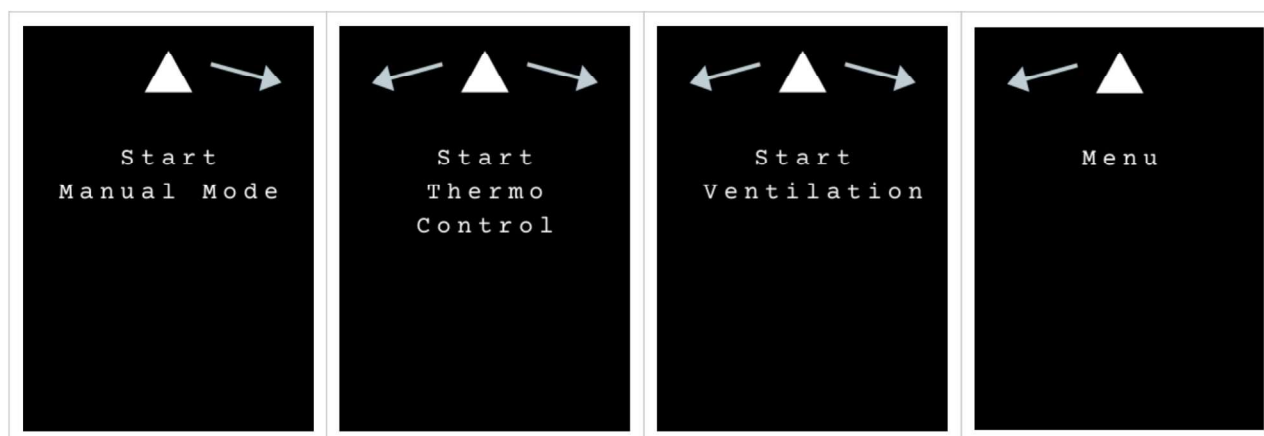 Start
Manual Mode
Start
Thermo
Control
Start
Ventilation
Menu